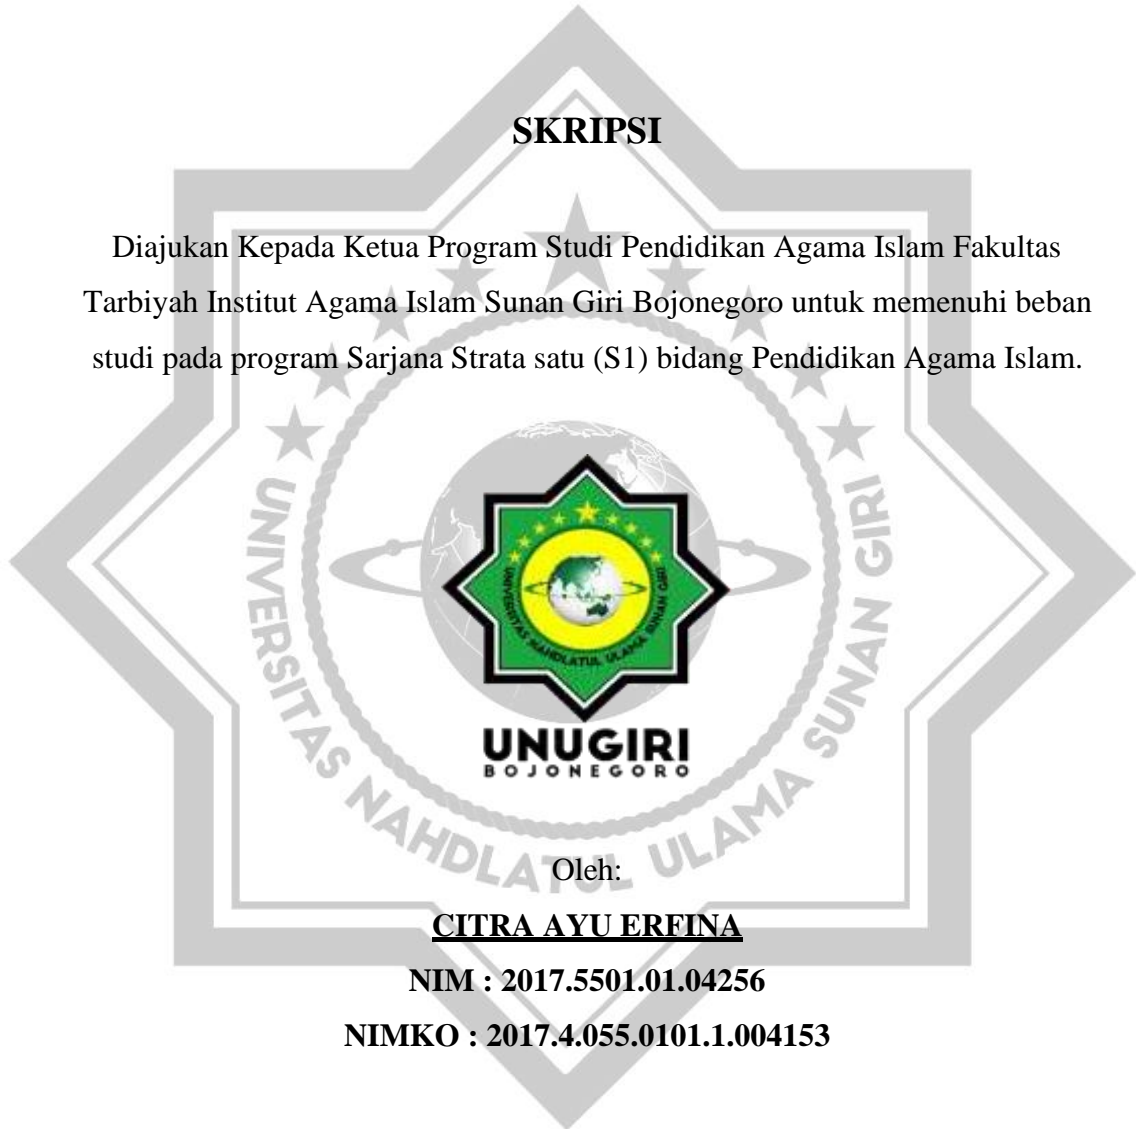 SKRIPSI
Diajukan Kepada Ketua Program Studi Pendidikan Agama Islam Fakultas
Tarbiyah Institut Agama Islam Sunan Giri Bojonegoro untuk memenuhi beban
studi pada program Sarjana Strata satu (S1) bidang Pendidikan Agama Islam.
UNIVERSITAS NAHDLATUL ULAMA SUNAN GIRI
UNIVERSITAS NAHDLATUL ULAMA SUNAN GIRI
UNUGIRI
BOJONEGORO
Oleh:
CITRA AYU ERFINA
NIM : 2017.5501.01.04256
NIMKO : 2017.4.055.0101.1.004153